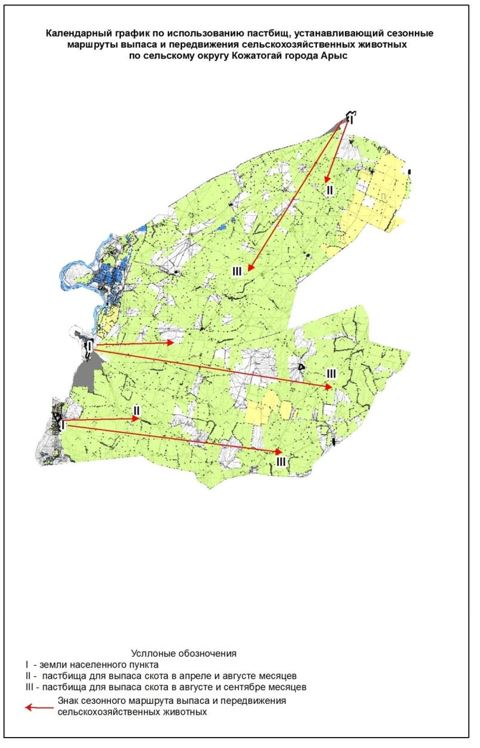 Календарный график по использованию пастбищ, устанавливающий сезонные
маршруты выпаса и передвижения сельскохозяйственных животных
по сельскому округу Кожатогай города Арыс
I
II
III
I
III
II
I
III
Усллоные обозночения
I - земли населенного пункта
II - пастбища для выпаса скота в апреле и августе месяцев
III - пастбища для выпаса скота в августе и сентябре месяцев
Знак сезонного маршрута выпаса и передвижения
сельскохозяйственных животных